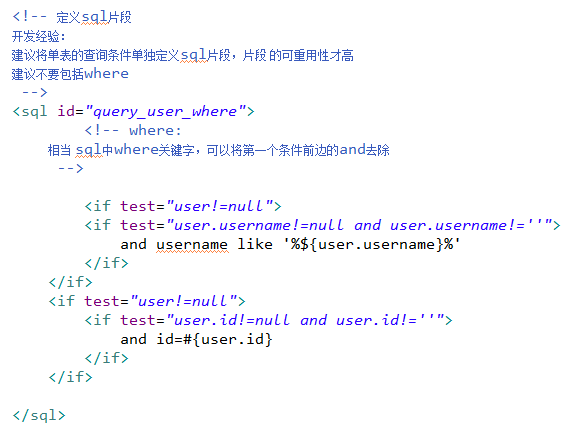 <!-- 定义sql片段
开发经验:
建议将单表的查询条件单独定义sql片段，片段 的可重用性才高
建议不要包括where
-->
<sql id="query_user_where">
<!-- where:
相当 sql中where关键字，可以将第一个条件前边的and去除
-->
<if test="user!=null">
<if test="user.username!=null and user.username!=''">
and username like '%${user.username}%'
</if>
</if>
<if test="user!=null">
<if test="user.id!=null and user.id!=''">
and id=#{user.id}
</if>
</if>
</sql>